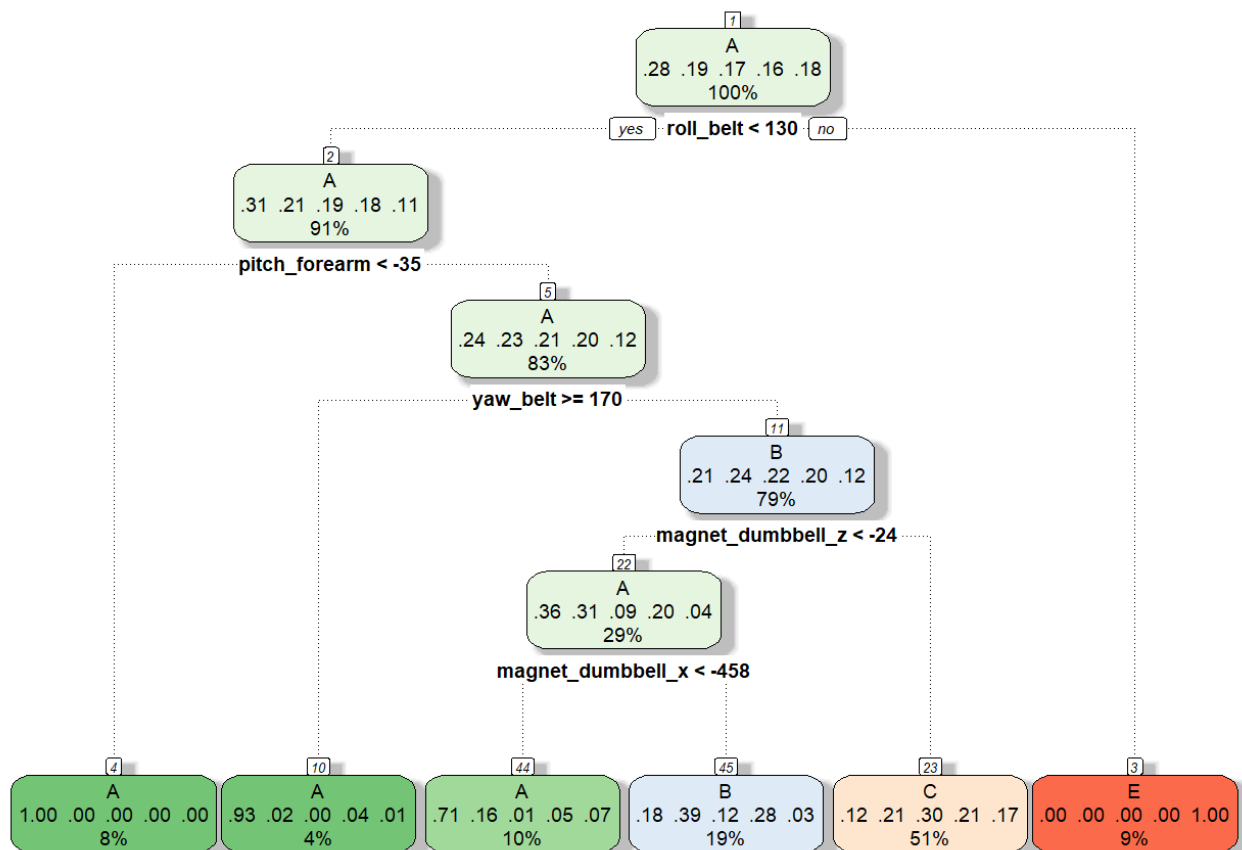 1
A
.28 .19 .17 .16 .18
100%
yes roll_belt < 130 no
2
A
.31 .21 .19 .18 .11
91%
pitch_forearm < -35
5
A
.24 .23 .21 .20 .12
83%
yaw_belt >= 170
11
B
.21 .24 .22 .20 .12
79%
magnet_dumbbell_z < -24
22
A
.36 .31 .09 .20 .04
29%
magnet_dumbbell_x < -458
4
A
1.00 .00 .00 .00 .00
8%
10
A
.93 .02 .00 .04 .01
4%
44
A
.71 .16 .01 .05 .07
10%
45
B
.18 .39 .12 .28 .03
19%
23
C
.12 .21 .30 .21 .17
51%
3
E
.00 .00 .00 .00 1.00
9%